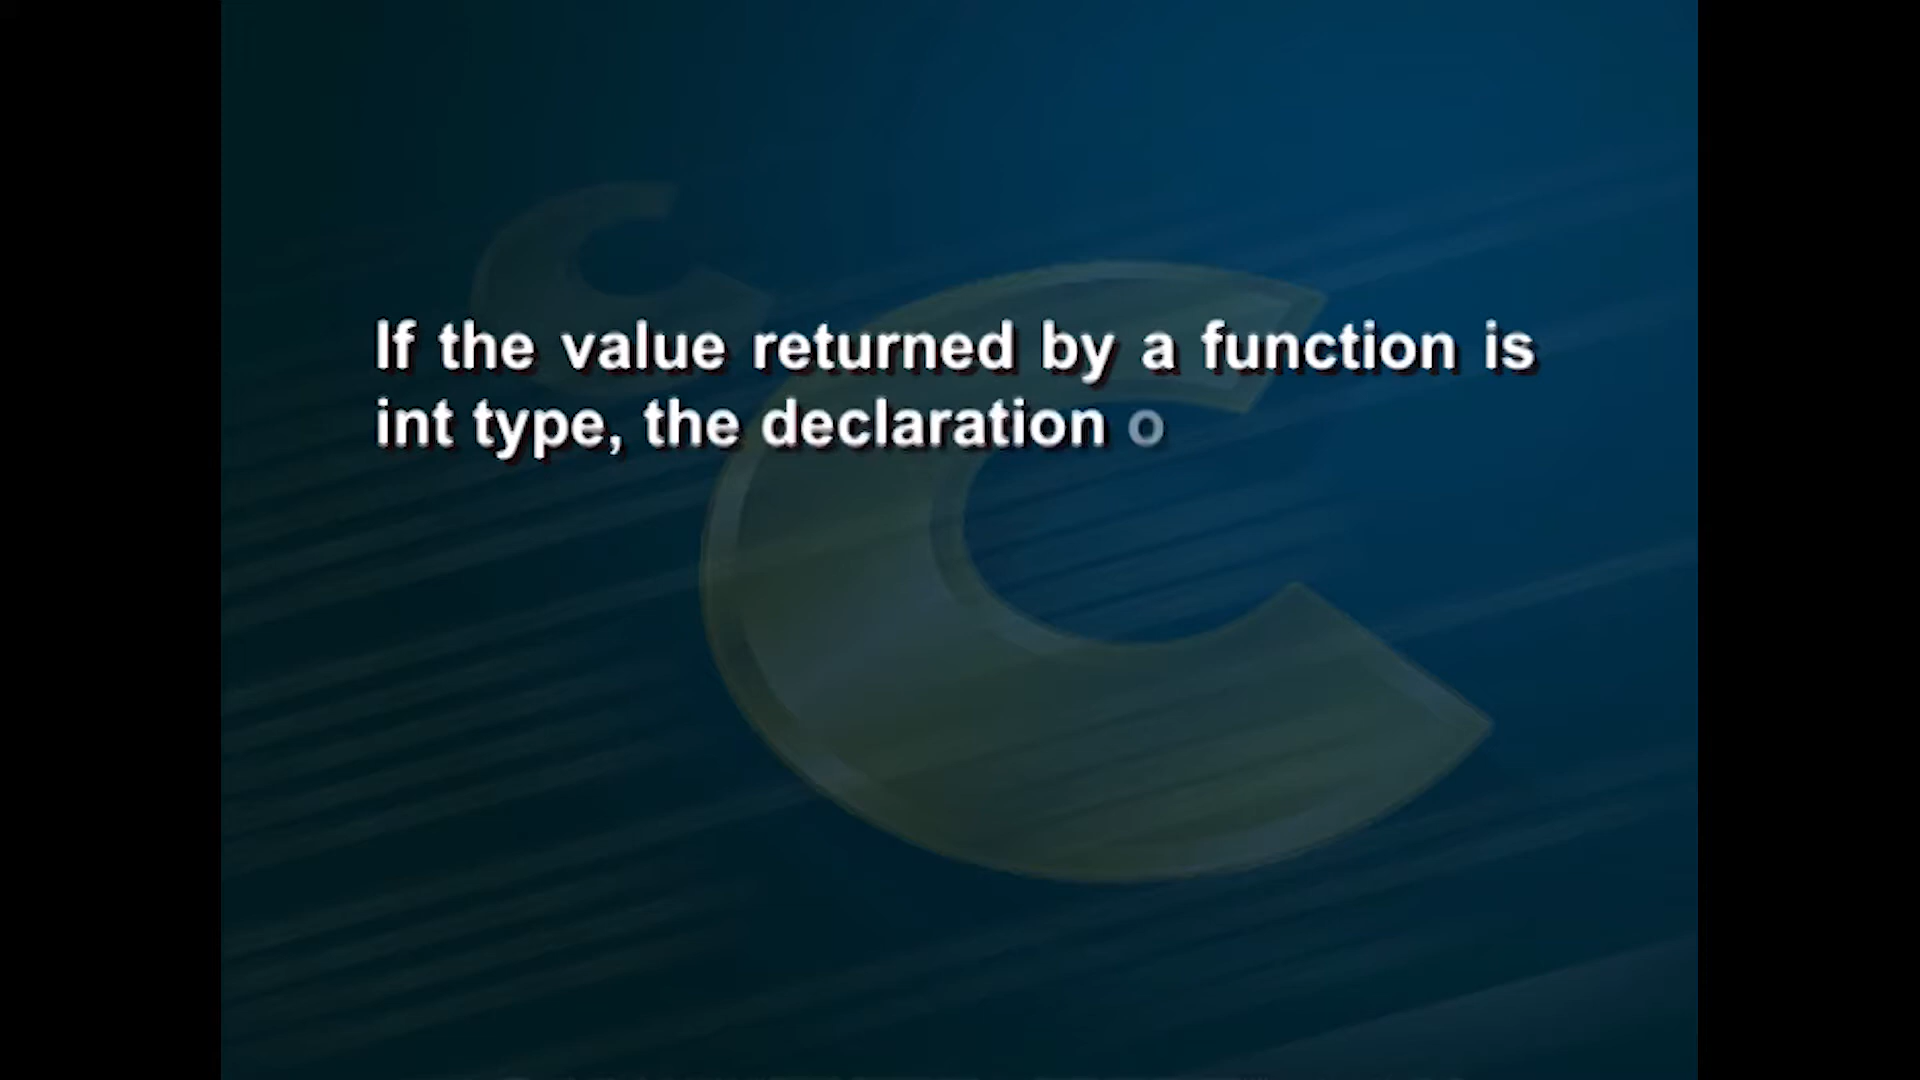 If the value returned by a function is
int type, the declaration o